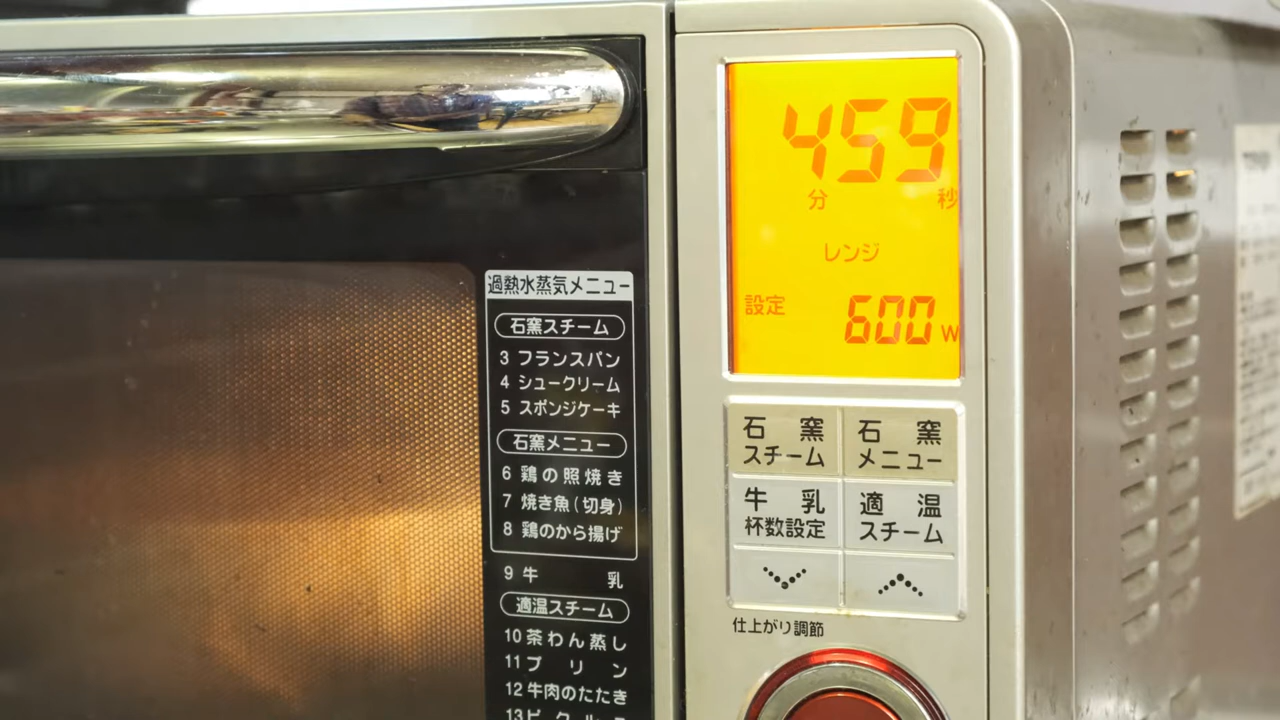 過熱水蒸気メニュー
石窯スチーム
3 フランスパン
4 シュークリーム
5 スポンジケーキ
石窯メニュー
6 鶏の照焼き
7 焼き魚(切身)
8 鶏のから揚げ
9 牛乳
適温スチーム
10 茶わん蒸し
11 プリン
12 牛肉のたたき
459
分 秒
レンジ
設定 600 W
石窯スチーム
石窯メニュー
牛乳杯数設定
適温スチーム
仕上がり調節